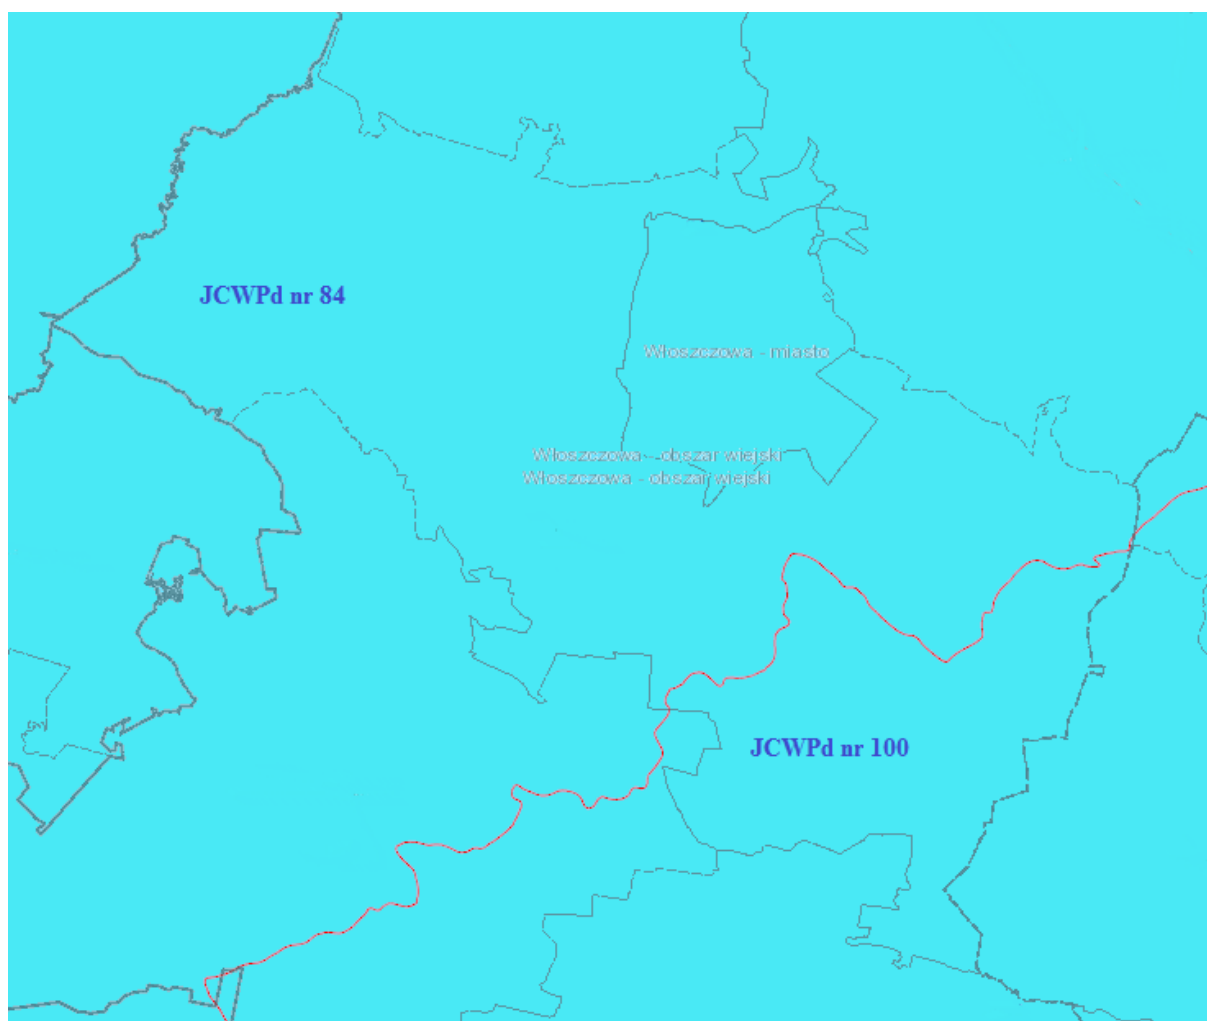 JCWPd nr 84
Włoszczowa - miasto
Włoszczowa - obszar wiejski
Włoszczowa - obszar wiejski
JCWPd nr 100